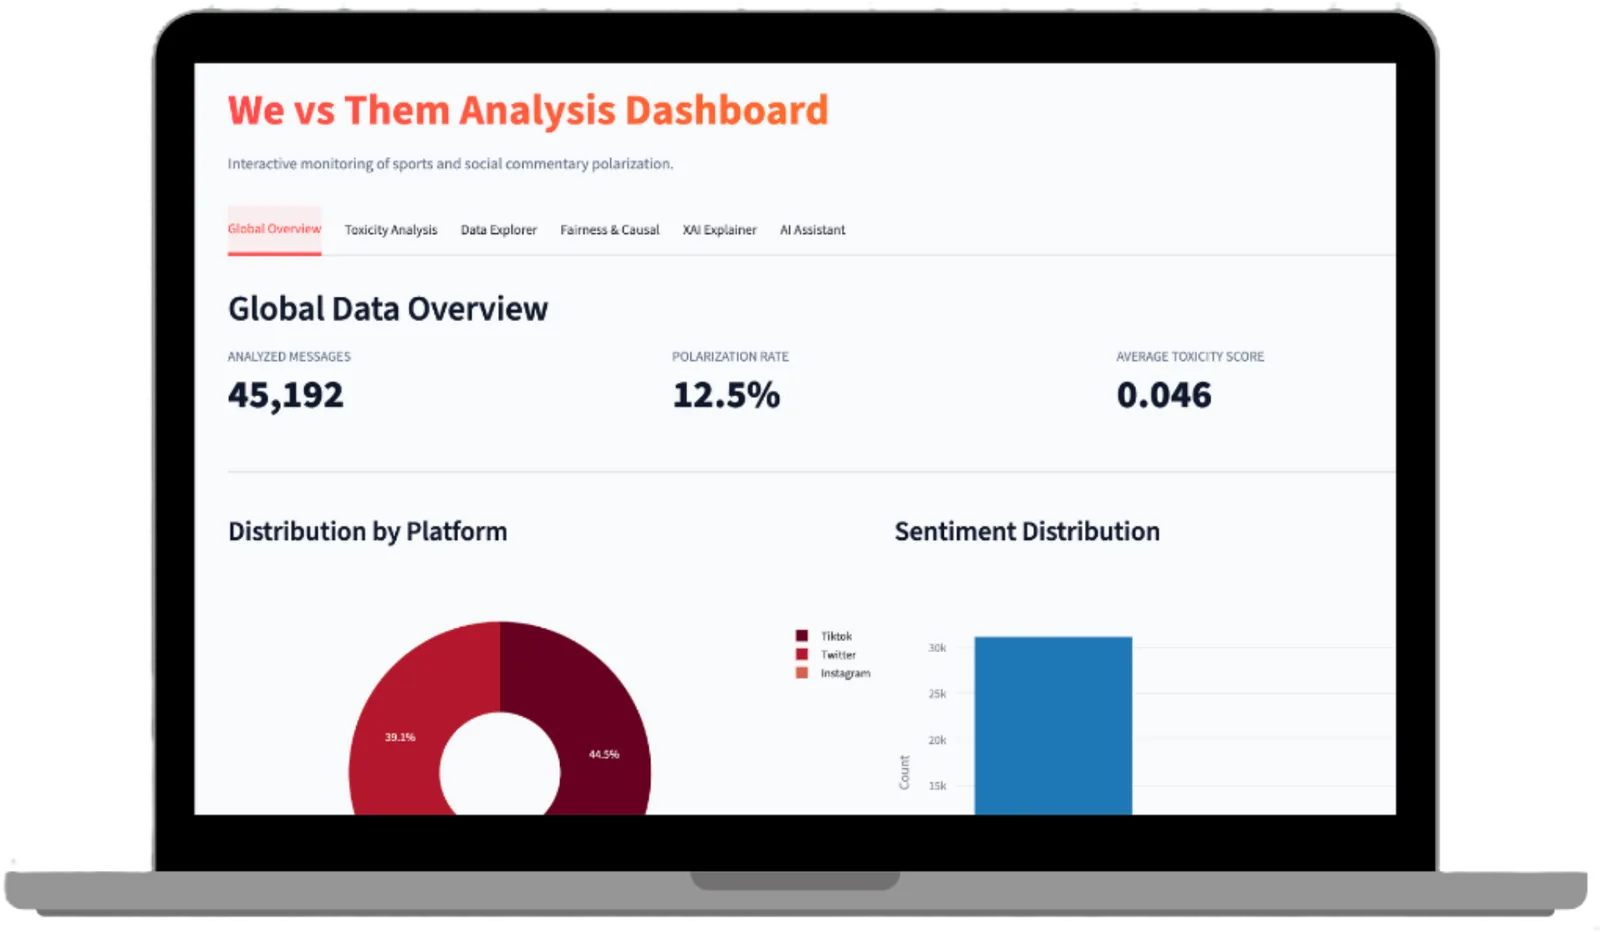 We vs Them Analysis Dashboard
Interactive monitoring of sports and social commentary polarization.
Global Overview Toxicity Analysis Data Explorer Fairness & Causal XAI Explainer AI Assistant
Global Data Overview
ANALYZED MESSAGES POLARIZATION RATE AVERAGE TOXICITY SCORE
45,192 12.5% 0.046
Distribution by Platform Sentiment Distribution
Tiktok
Twitter
Instagram
39.1%
44.5%
30k
25k
20k
15k
Count